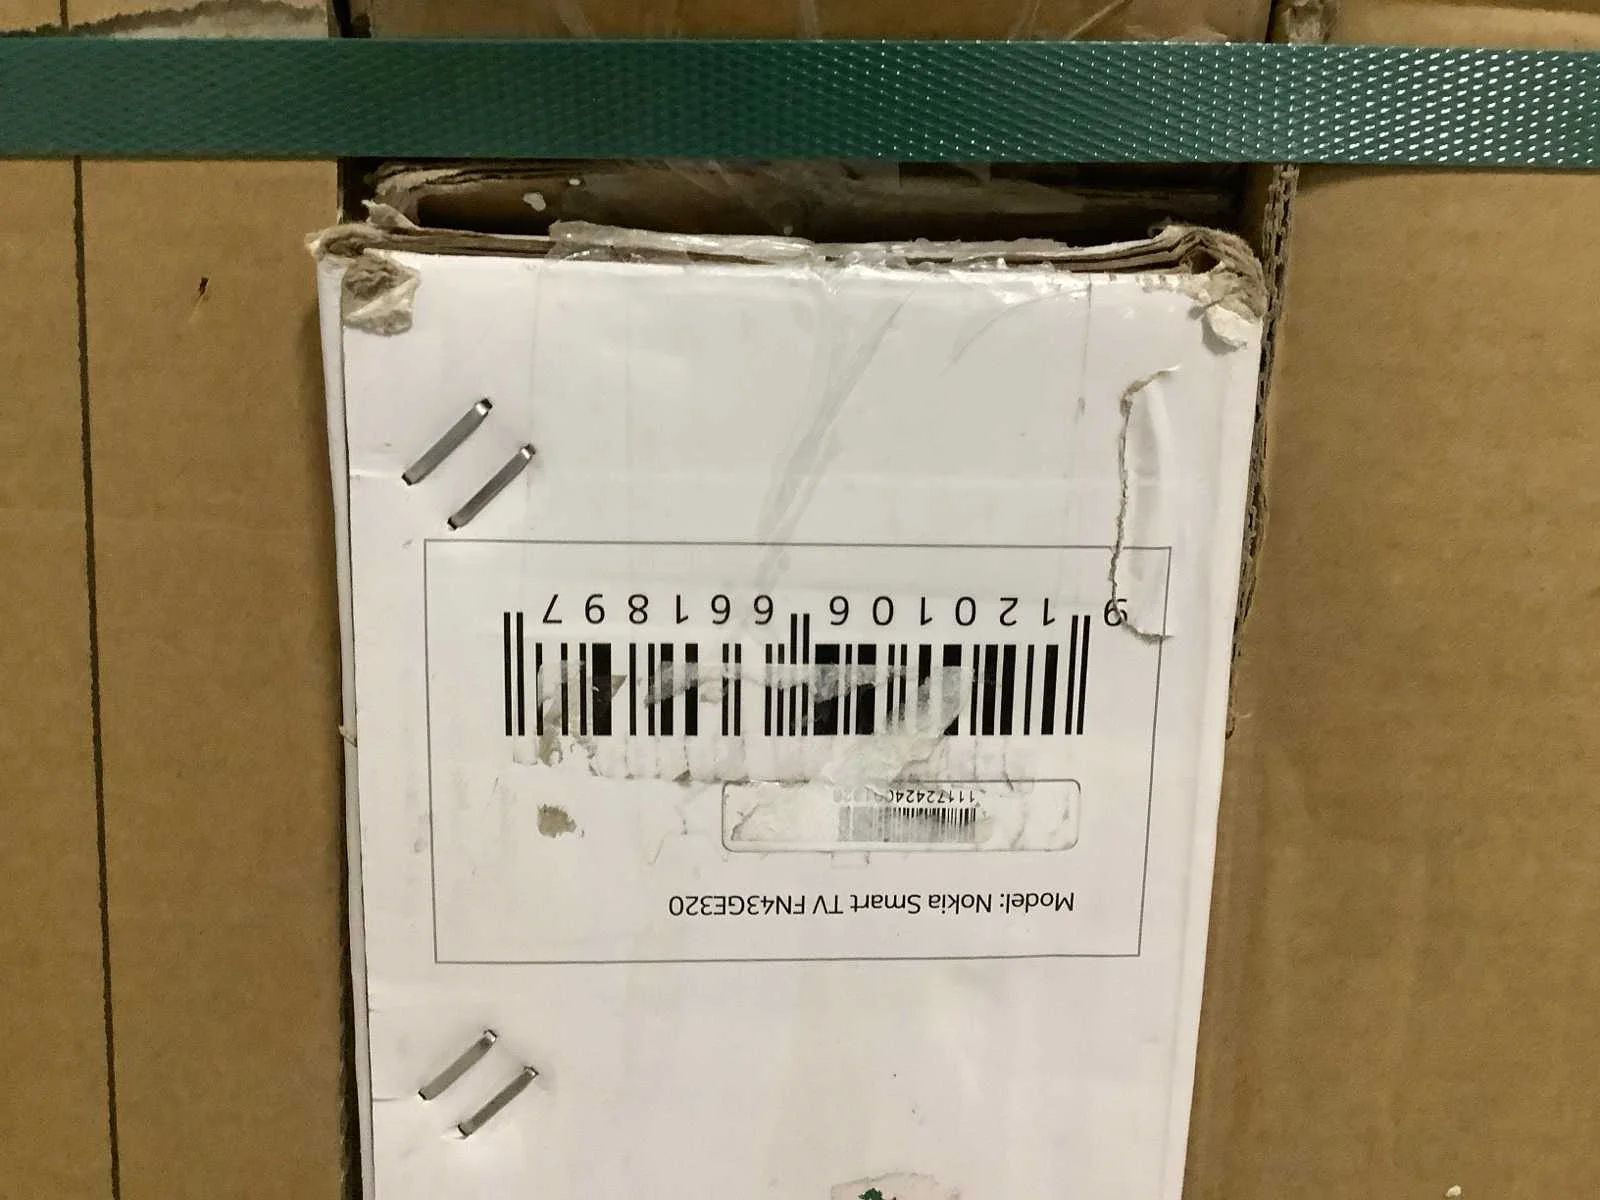 Model: Nokia Smart TV FN43GE320
9 120106 661897